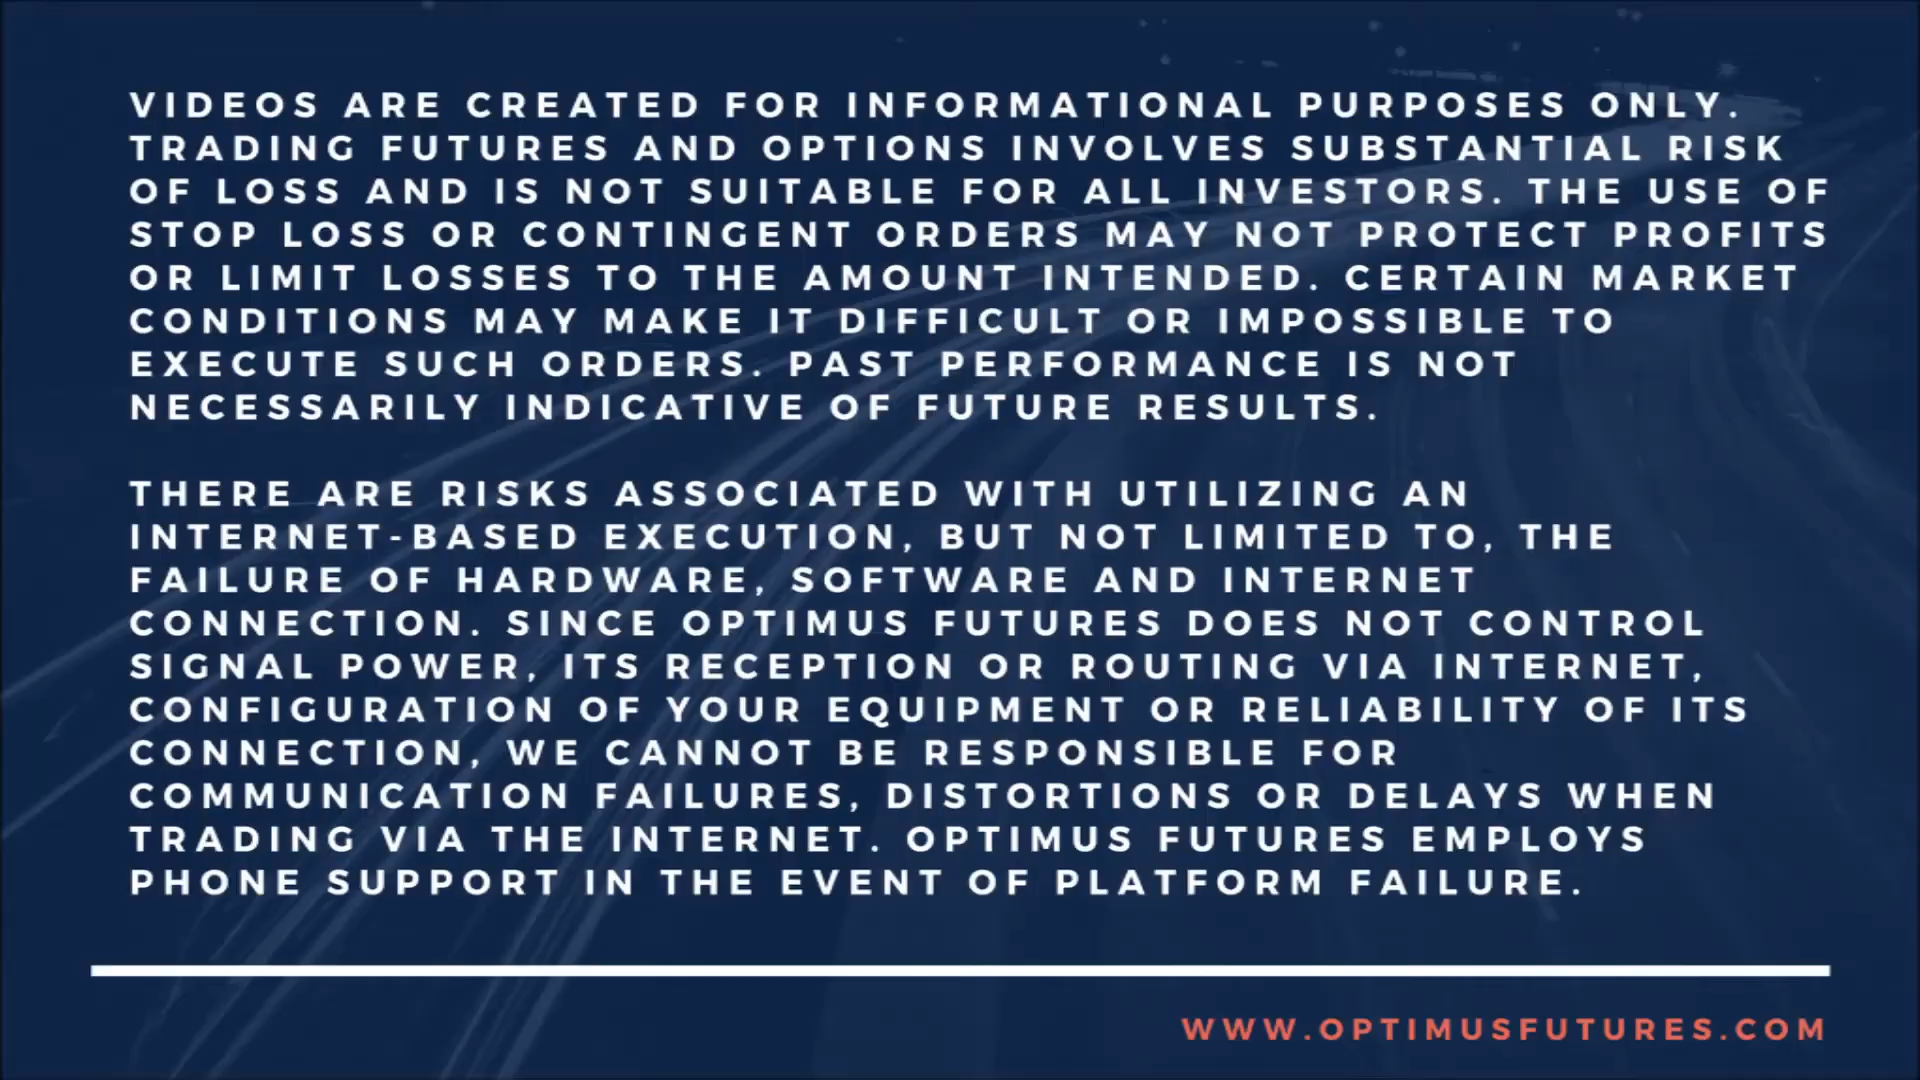 VIDEOS ARE CREATED FOR INFORMATIONAL PURPOSES ONLY.
TRADING FUTURES AND OPTIONS INVOLVES SUBSTANTIAL RISK
OF LOSS AND IS NOT SUITABLE FOR ALL INVESTORS. THE USE OF
STOP LOSS OR CONTINGENT ORDERS MAY NOT PROTECT PROFITS
OR LIMIT LOSSES TO THE AMOUNT INTENDED. CERTAIN MARKET
CONDITIONS MAY MAKE IT DIFFICULT OR IMPOSSIBLE TO
EXECUTE SUCH ORDERS. PAST PERFORMANCE IS NOT
NECESSARILY INDICATIVE OF FUTURE RESULTS.
THERE ARE RISKS ASSOCIATED WITH UTILIZING AN
INTERNET-BASED EXECUTION, BUT NOT LIMITED TO, THE
FAILURE OF HARDWARE, SOFTWARE AND INTERNET
CONNECTION. SINCE OPTIMUS FUTURES DOES NOT CONTROL
SIGNAL POWER, ITS RECEPTION OR ROUTING VIA INTERNET,
CONFIGURATION OF YOUR EQUIPMENT OR RELIABILITY OF ITS
CONNECTION, WE CANNOT BE RESPONSIBLE FOR
COMMUNICATION FAILURES, DISTORTIONS OR DELAYS WHEN
TRADING VIA THE INTERNET. OPTIMUS FUTURES EMPLOYS
PHONE SUPPORT IN THE EVENT OF PLATFORM FAILURE.
WWW.OPTIMUSFUTURES.COM